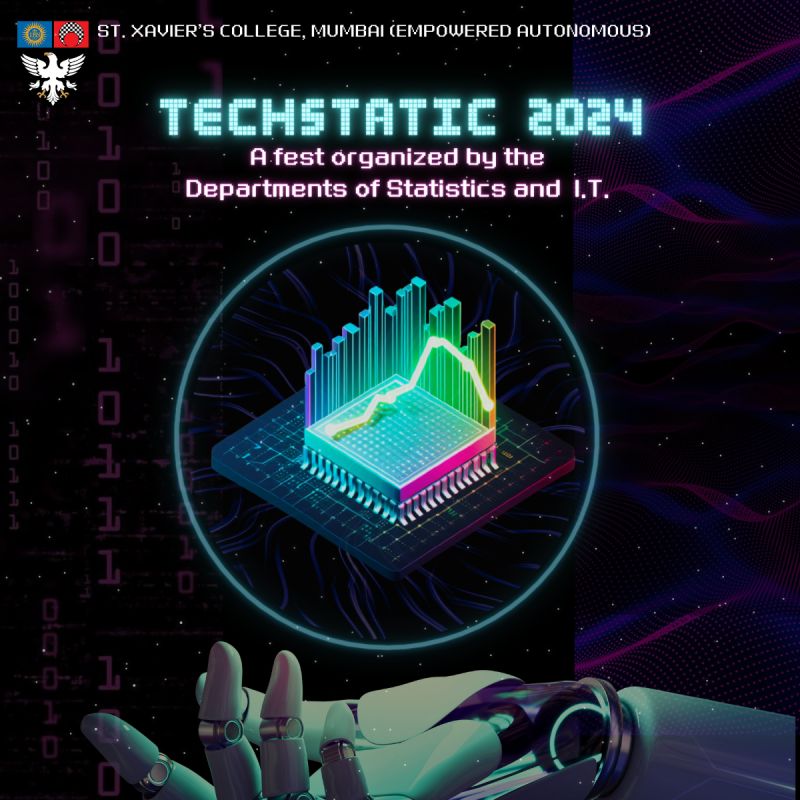 ST. XAVIER'S COLLEGE, MUMBAI (EMPOWERED AUTONOMOUS)
TECHSTATIC 2024
A fest organized by the
Departments of Statistics and I.T.